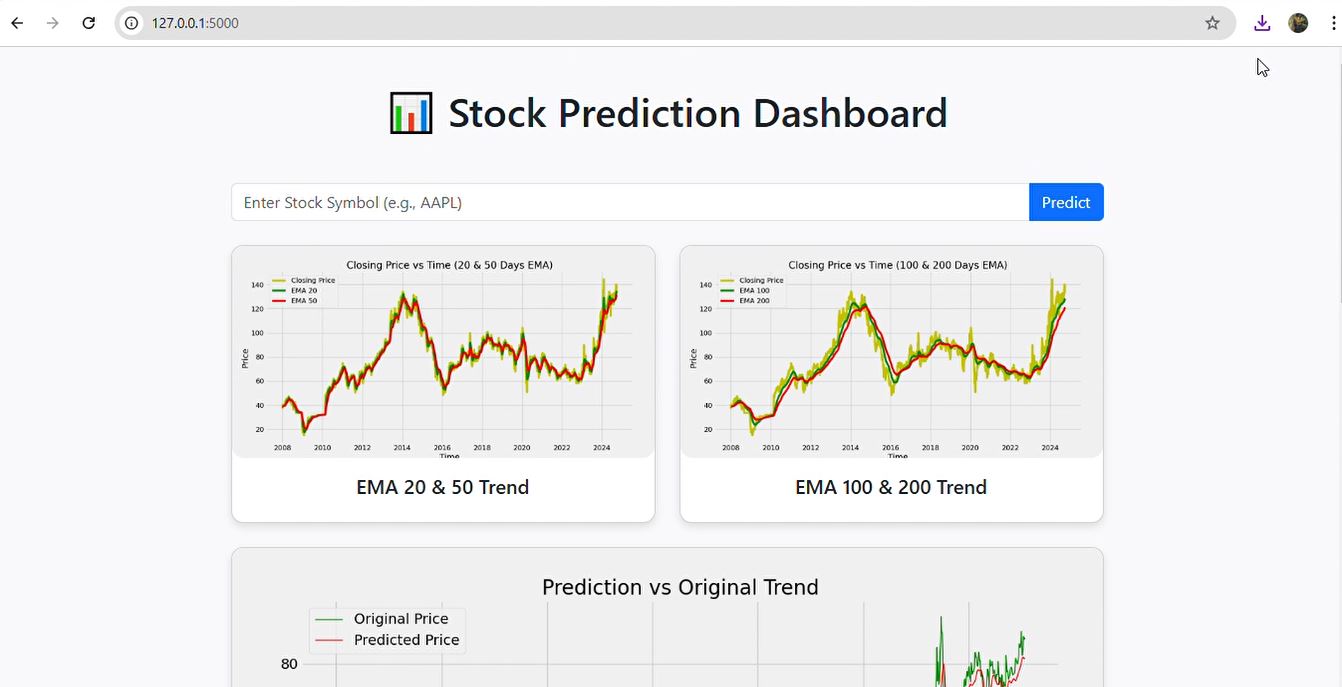 127.0.0.1:5000
Stock Prediction Dashboard
Enter Stock Symbol (e.g., AAPL)
Predict
Closing Price vs Time (20 & 50 Days EMA)
Closing Price
EMA 20
EMA 50
Price
140
120
100
80
60
40
20
2008 2010 2012 2014 2016 2018 2020 2022 2024
Time
EMA 20 & 50 Trend
Closing Price vs Time (100 & 200 Days EMA)
Closing Price
EMA 100
EMA 200
Price
140
120
100
80
60
40
20
2008 2010 2012 2014 2016 2018 2020 2022 2024
Time
EMA 100 & 200 Trend
Prediction vs Original Trend
Original Price
Predicted Price
80